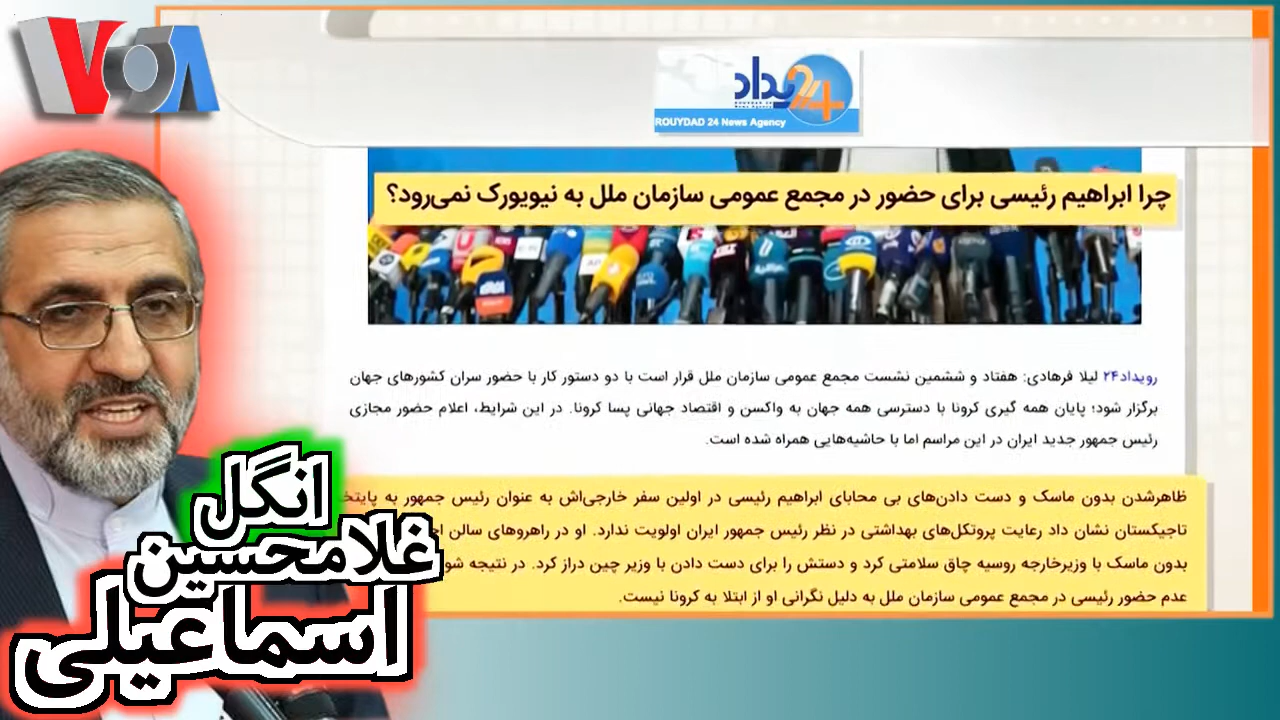 VOA
رویداد24
ROUYDAD 24 News Agency
چرا ابراهیم رئیسی برای حضور در مجمع عمومی سازمان ملل به نیویورک نمی‌رود؟
رویداد۲۴ لیلا فرهادی: هفتاد و ششمین نشست مجمع عمومی سازمان ملل قرار است با دو دستور کار با حضور سران کشورهای جهان
برگزار شود؛ پایان همه گیری کرونا با دسترسی همه جهان به واکسن و اقتصاد جهانی پسا کرونا. در این شرایط، اعلام حضور مجازی
رئیس جمهور جدید ایران در این مراسم اما با حاشیه‌هایی همراه شده است.
ظاهرشدن بدون ماسک و دست دادن‌های بی محابای ابراهیم رئیسی در اولین سفر خارجی‌اش به عنوان رئیس جمهور به پایتخ
تاجیکستان نشان داد رعایت پروتکل‌های بهداشتی در نظر رئیس جمهور ایران اولویت ندارد. او در راهروهای سالن
بدون ماسک با وزیرخارجه روسیه چاق سلامتی کرد و دستش را برای دست دادن با وزیر چین دراز کرد. در نتیجه
عدم حضور رئیسی در مجمع عمومی سازمان ملل به دلیل نگرانی او از ابتلا به کرونا نیست.
انگل
غلامحسین
اسماعیلی